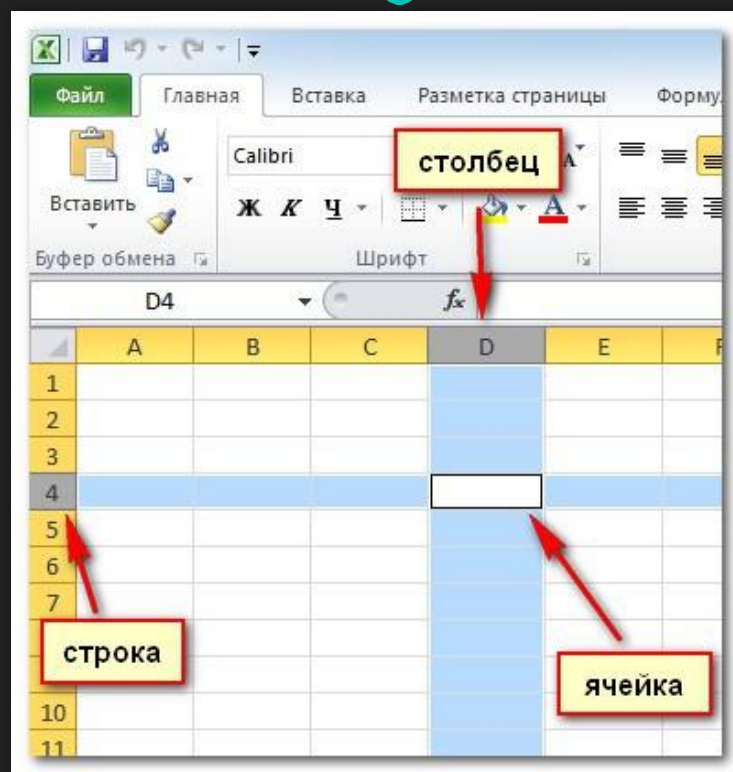 Файл Главная Вставка Разметка страницы Форму
Calibri
столбец
Вставить
Ж К Ч
А
Буфер обмена Шрифт
D4 fx
A B C D E F
1
2
3
4
5
6
7
строка
ячейка
10
11